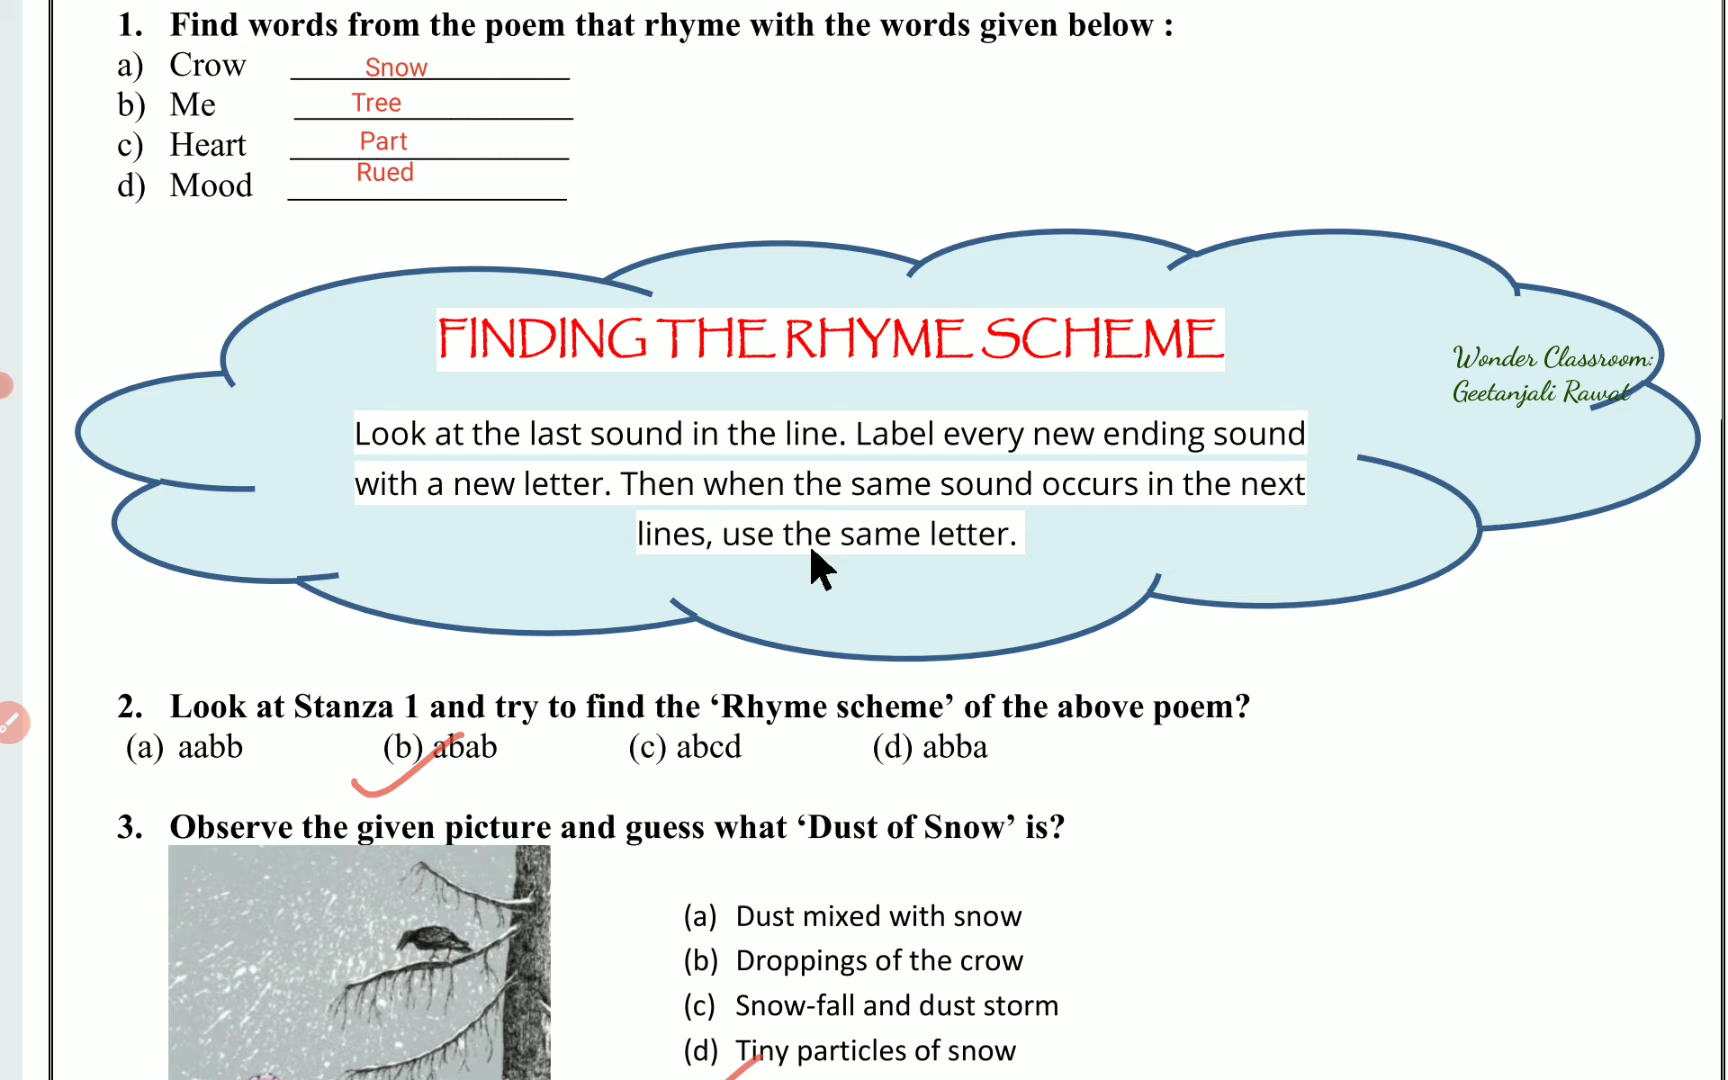 1. Find words from the poem that rhyme with the words given below :
a) Crow Snow
b) Me Tree
c) Heart Part
d) Mood Rued
FINDING THE RHYME SCHEME
Wonder Classroom:
Geetanjali Rawat
Look at the last sound in the line. Label every new ending sound
with a new letter. Then when the same sound occurs in the next
lines, use the same letter.
2. Look at Stanza 1 and try to find the ‘Rhyme scheme’ of the above poem?
(a) aabb (b) abab (c) abcd (d) abba
3. Observe the given picture and guess what ‘Dust of Snow’ is?
(a) Dust mixed with snow
(b) Droppings of the crow
(c) Snow-fall and dust storm
(d) Tiny particles of snow